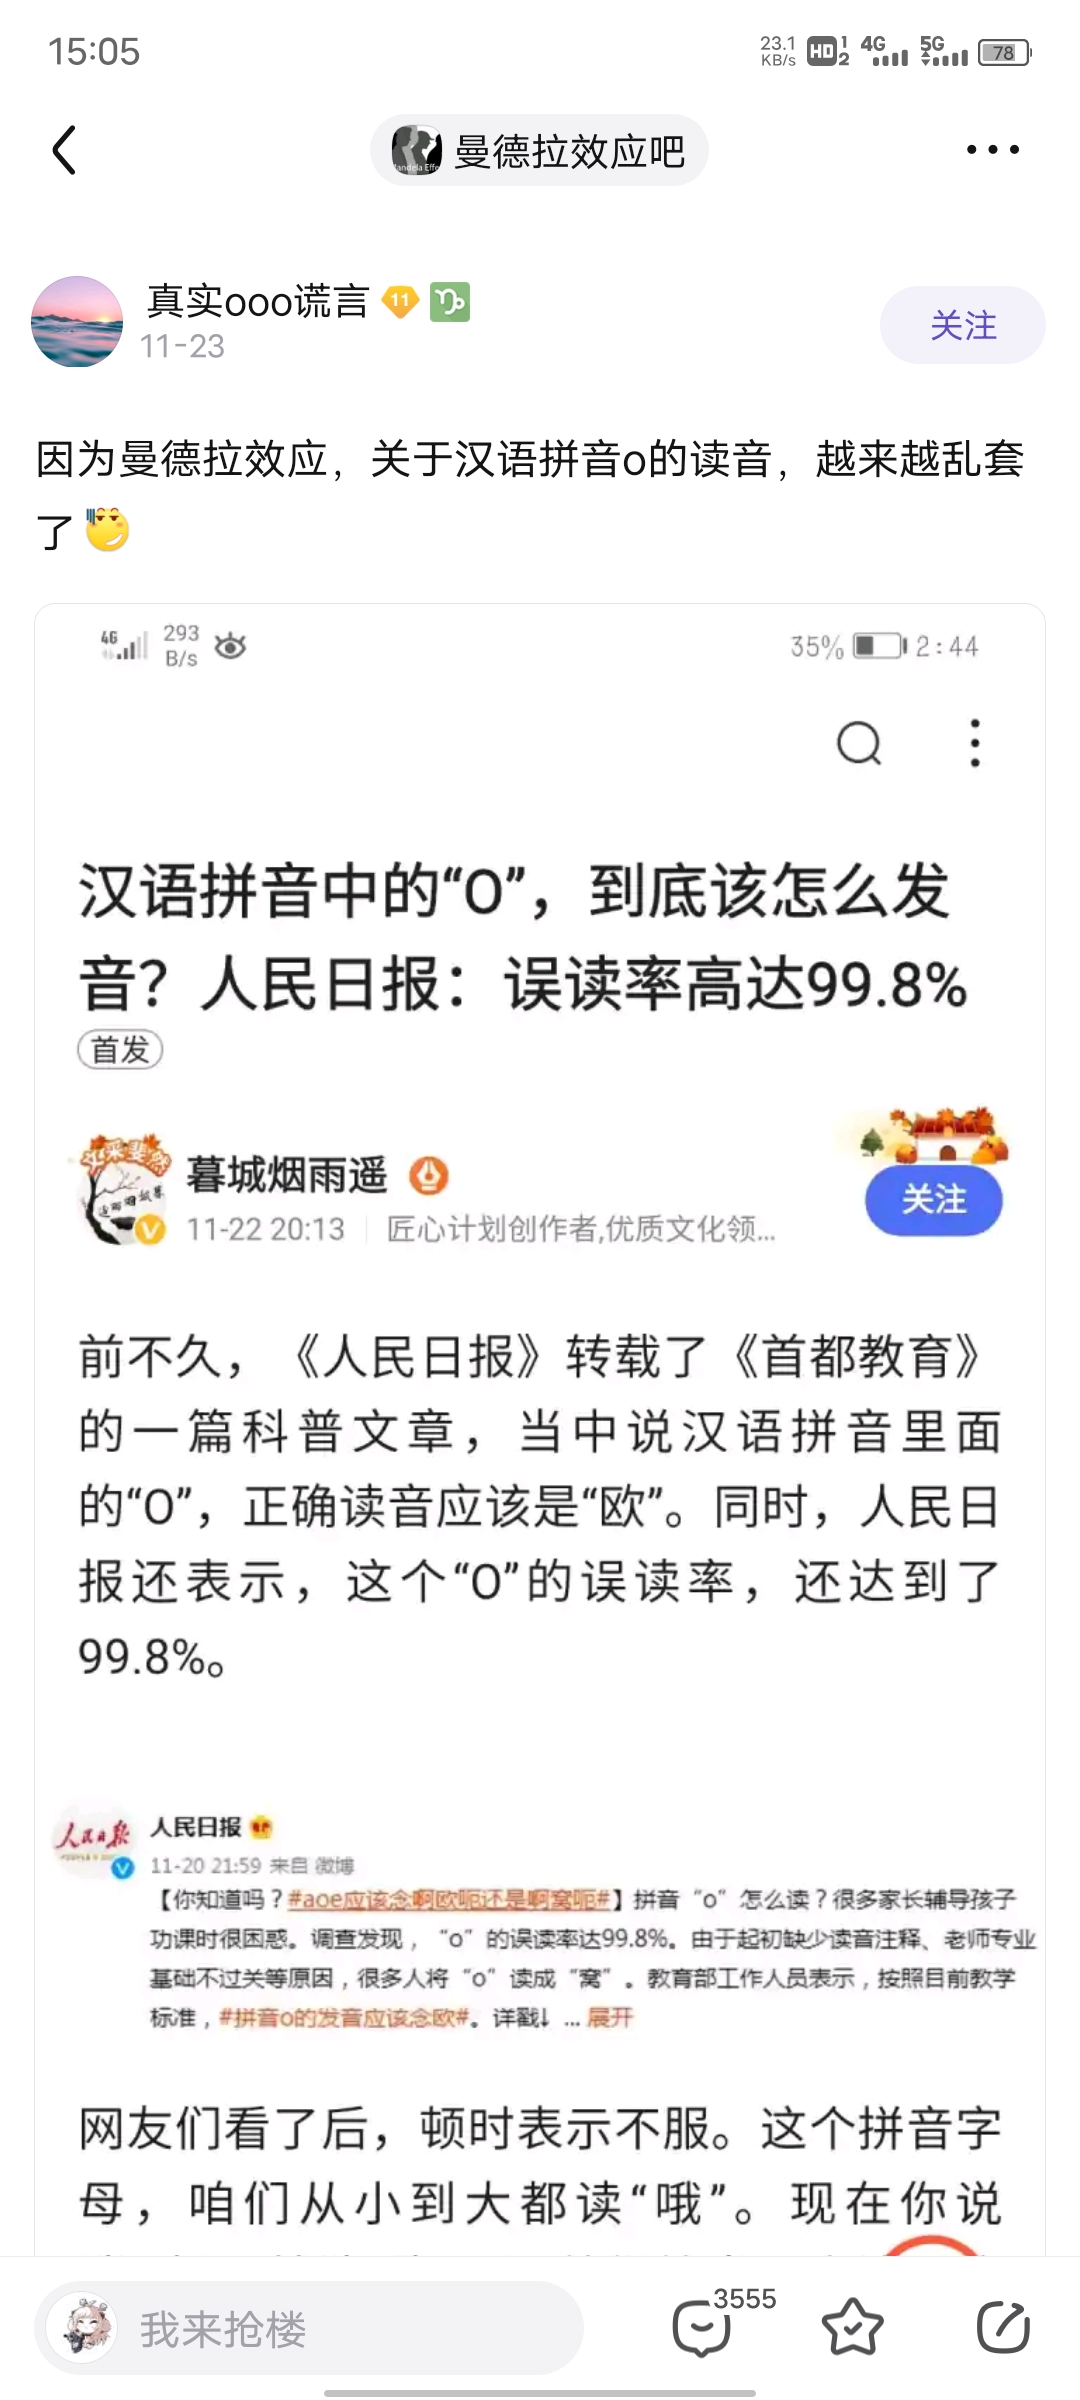 15:05
23.1 KB/s HD 1 2 4G 5G 78
曼德拉效应吧
真实ooo谎言 11
11-23
关注
因为曼德拉效应，关于汉语拼音o的读音，越来越乱套
了
4G 293 B/s 35% 2:44
汉语拼音中的“O”，到底该怎么发
音？人民日报：误读率高达99.8%
首发
暮城烟雨遥
11-22 20:13 匠心计划创作者,优质文化领...
关注
前不久，《人民日报》转载了《首都教育》
的一篇科普文章，当中说汉语拼音里面
的“O”，正确读音应该是“欧”。同时，人民日
报还表示，这个“O”的误读率，还达到了
99.8%。
人民日报
人民日报
11-20 21:59 来自 微博
【你知道吗？#aoe应该念啊欧呃还是啊窝呃#】拼音“o”怎么读？很多家长辅导孩子
功课时很困惑。调查发现，“o”的误读率达99.8%。由于起初缺少读音注释、老师专业
基础不过关等原因，很多人将“o”读成“窝”。教育部工作人员表示，按照目前教学
标准，#拼音o的发音应该念欧#。详戳↓ ... 展开
网友们看了后，顿时表示不服。这个拼音字
母，咱们从小到大都读“哦”。现在你说
我来抢楼
3555